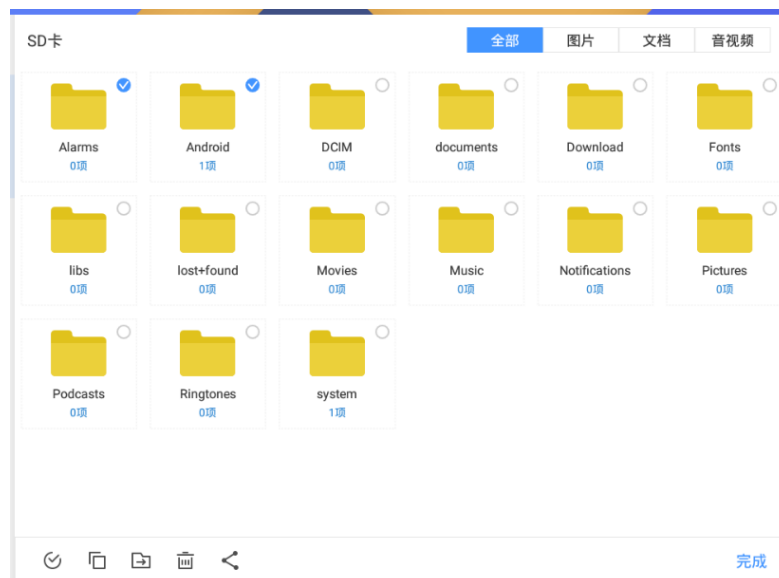 SD卡
全部 图片 文档 音视频
Alarms Android DCIM documents Download Fonts
0项 1项 0项 0项 0项 0项
libs lost+found Movies Music Notifications Pictures
0项 0项 0项 0项 0项 0项
Podcasts Ringtones system
0项 0项 1项
完成